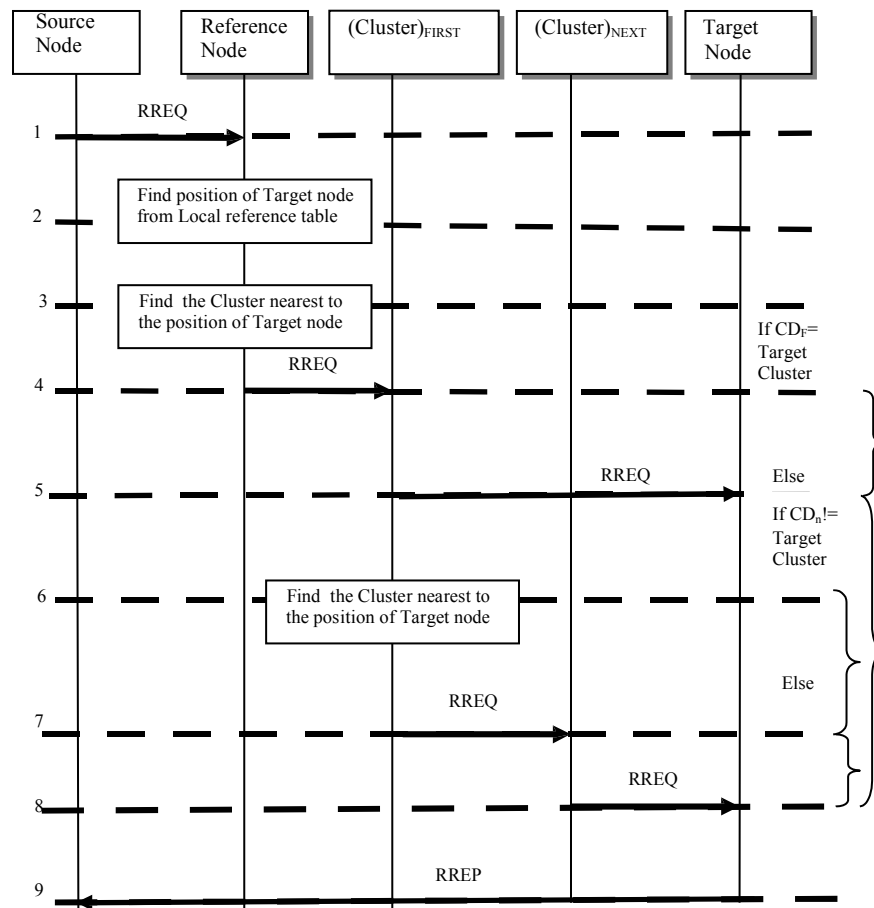 Source
Node
Reference
Node
(Cluster)FIRST
(Cluster)NEXT
Target
Node
RREQ
1
Find position of Target node
from Local reference table
2
3
Find the Cluster nearest to
the position of Target node
If CDF=
Target
Cluster
RREQ
4
RREQ
5
Else
If CDn!=
Target
Cluster
6
Find the Cluster nearest to
the position of Target node
Else
7
RREQ
RREQ
8
RREP
9